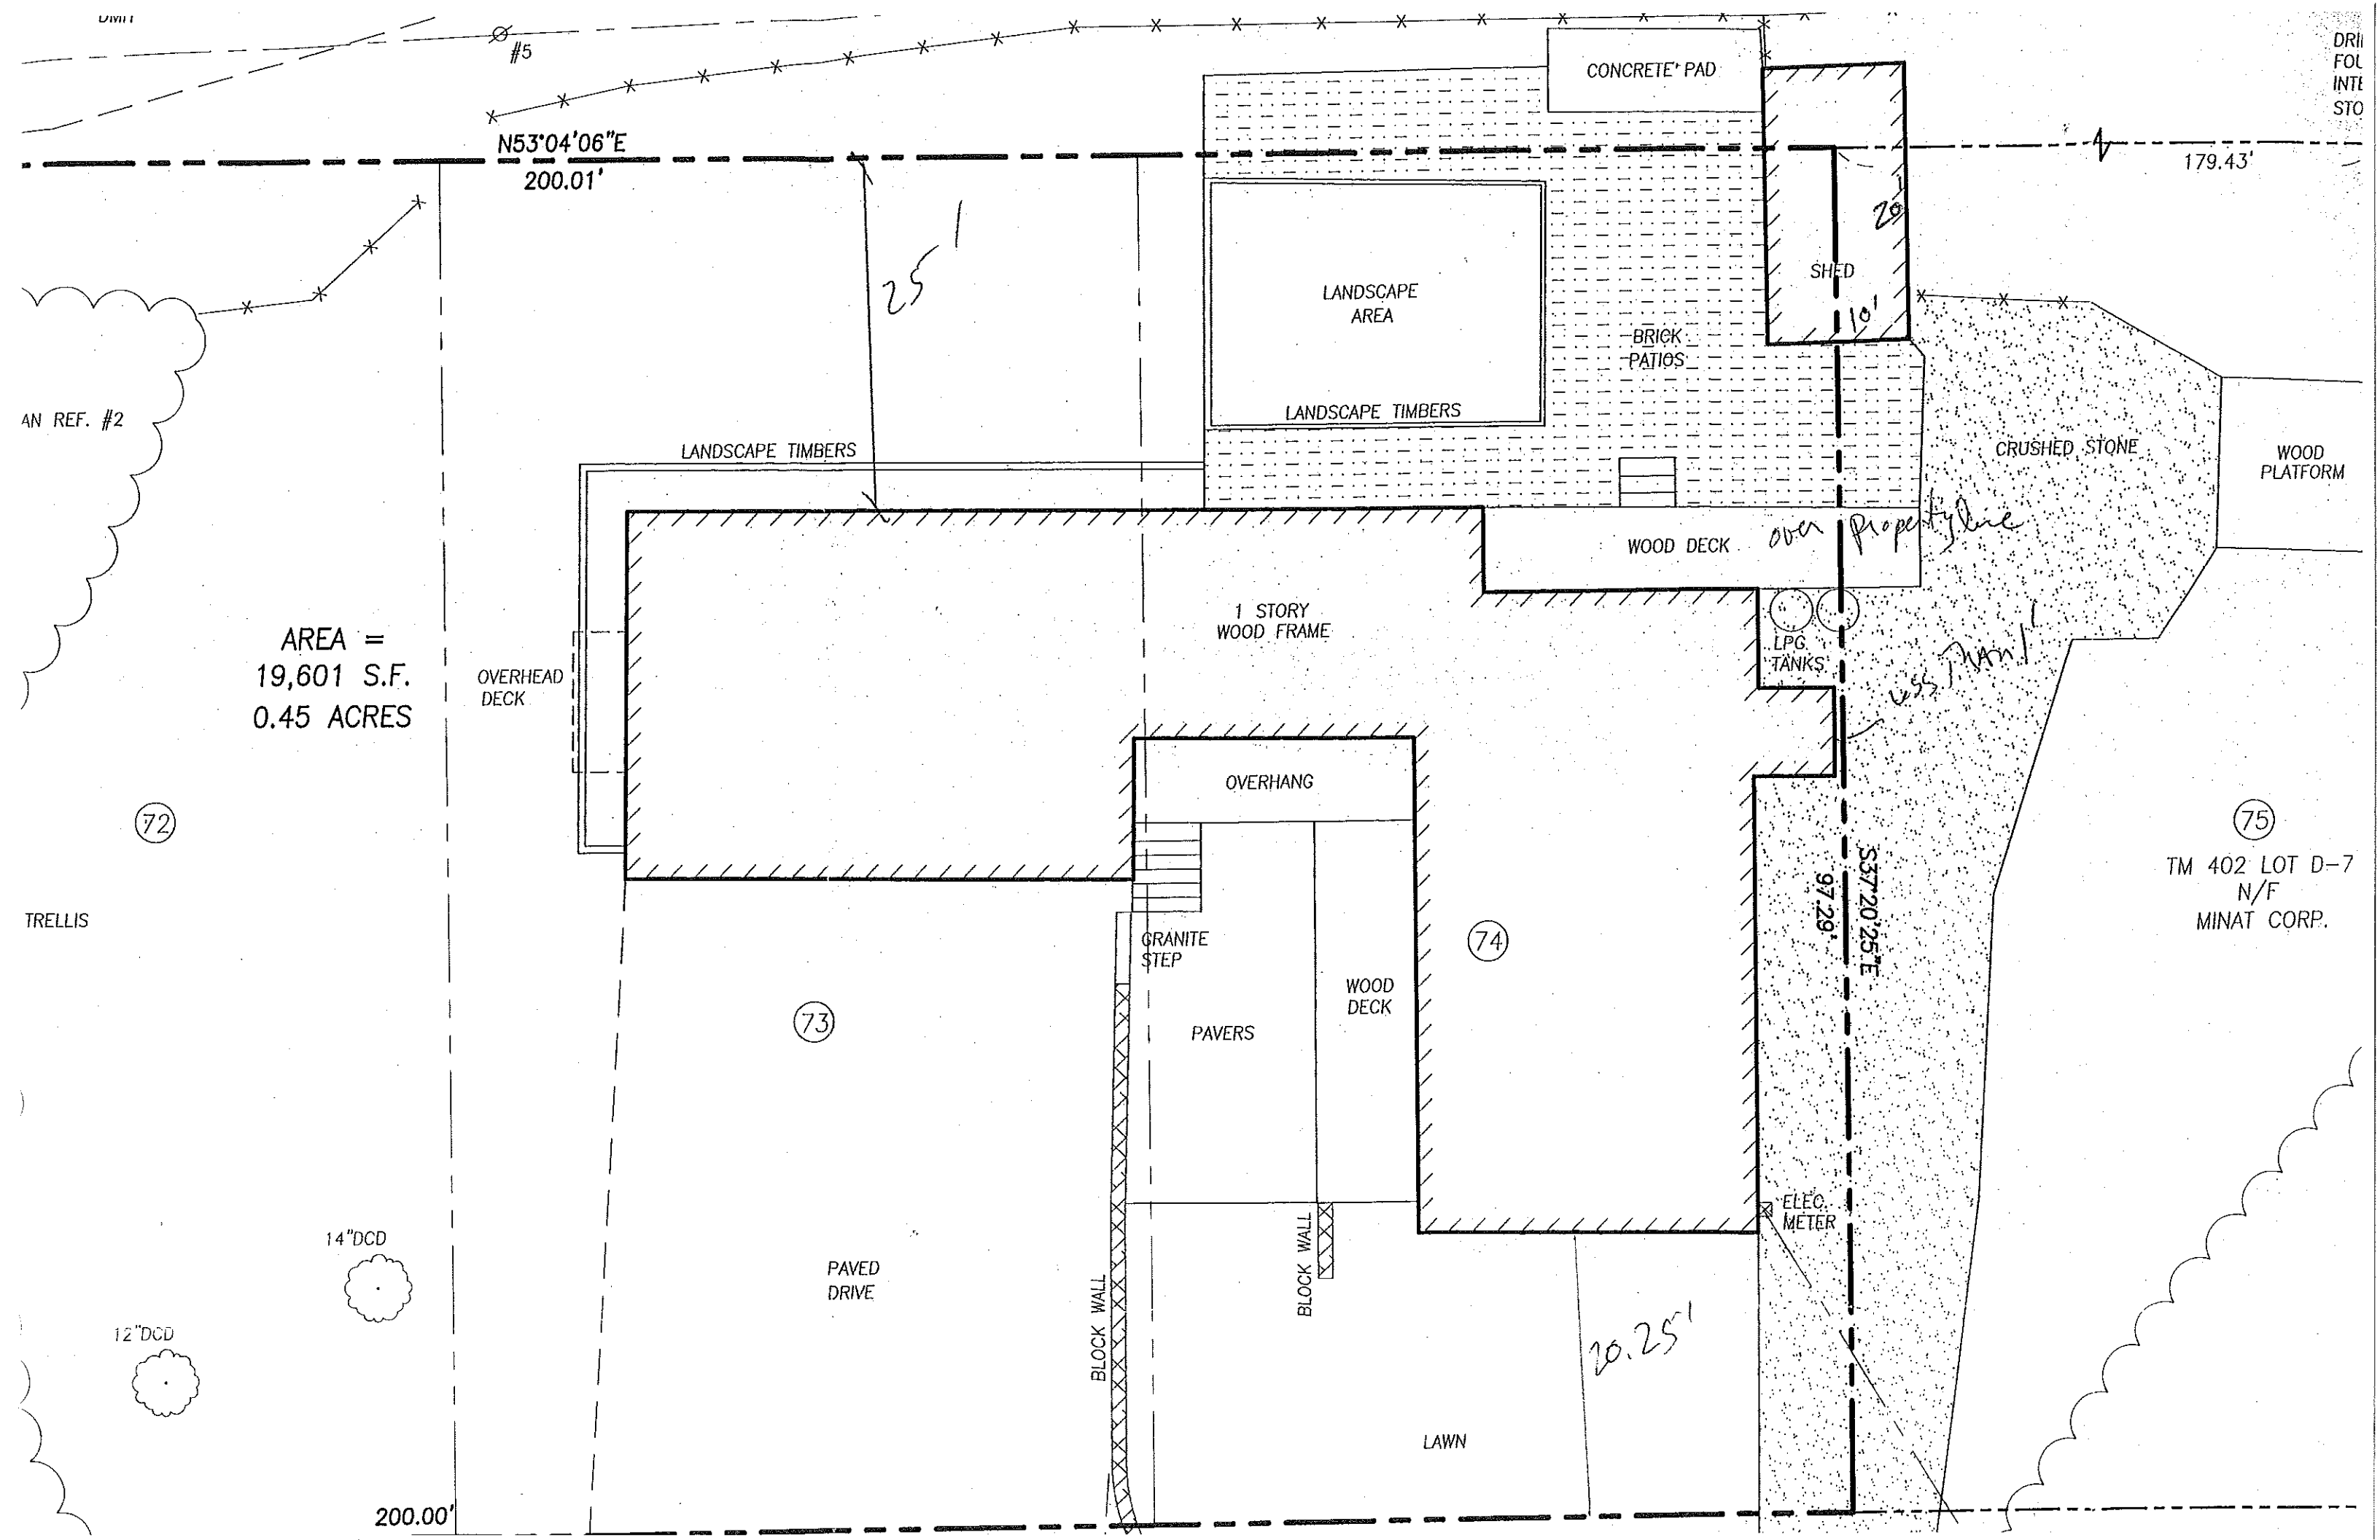 #5
DRI
FOU
INTE
STO
CONCRETE PAD
N53°04'06"E
200.01'
179.43'
25'
20'
SHED
10'
LANDSCAPE
AREA
BRICK
PATIOS
LANDSCAPE TIMBERS
AN REF. #2
LANDSCAPE TIMBERS
CRUSHED STONE
WOOD
PLATFORM
WOOD DECK
over property line
1 STORY
WOOD FRAME
AREA =
19,601 S.F.
0.45 ACRES
OVERHEAD
DECK
LPG
TANKS
Less Than 1'
OVERHANG
72
75
TM 402 LOT D-7
N/F
MINAT CORP.
S37°20'25"E
97.29'
TRELLIS
GRANITE
STEP
74
WOOD
DECK
73
PAVERS
ELEC.
METER
14"DCD
PAVED
DRIVE
BLOCK WALL
BLOCK WALL
12"DCD
20.25'
LAWN
200.00'